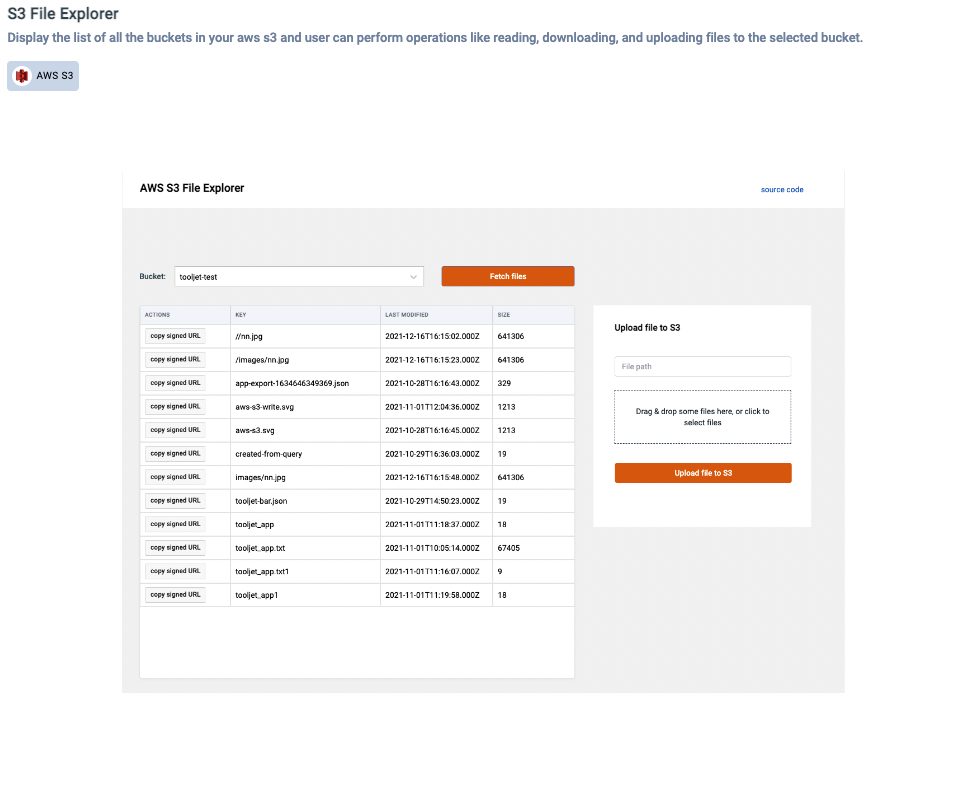 S3 File Explorer
Display the list of all the buckets in your aws s3 and user can perform operations like reading, downloading, and uploading files to the selected bucket.
AWS S3
AWS S3 File Explorer
source code
Bucket: tooljet-test Fetch files
ACTIONS KEY LAST MODIFIED SIZE
copy signed URL //nn.jpg 2021-12-16T16:15:02.000Z 641306
copy signed URL /images/nn.jpg 2021-12-16T16:15:23.000Z 641306
copy signed URL app-export-1634646349369.json 2021-10-28T16:16:43.000Z 329
copy signed URL aws-s3-write.svg 2021-11-01T12:04:36.000Z 1213
copy signed URL aws-s3.svg 2021-10-28T16:16:45.000Z 1213
copy signed URL created-from-query 2021-10-29T16:36:03.000Z 19
copy signed URL images/nn.jpg 2021-12-16T16:15:48.000Z 641306
copy signed URL tooljet-bar.json 2021-10-29T14:50:23.000Z 19
copy signed URL tooljet_app 2021-11-01T11:18:37.000Z 18
copy signed URL tooljet_app.txt 2021-11-01T10:05:14.000Z 67405
copy signed URL tooljet_app.txt1 2021-11-01T11:16:07.000Z 9
copy signed URL tooljet_app1 2021-11-01T11:19:58.000Z 18
Upload file to S3
File path
Drag & drop some files here, or click to
select files
Upload file to S3